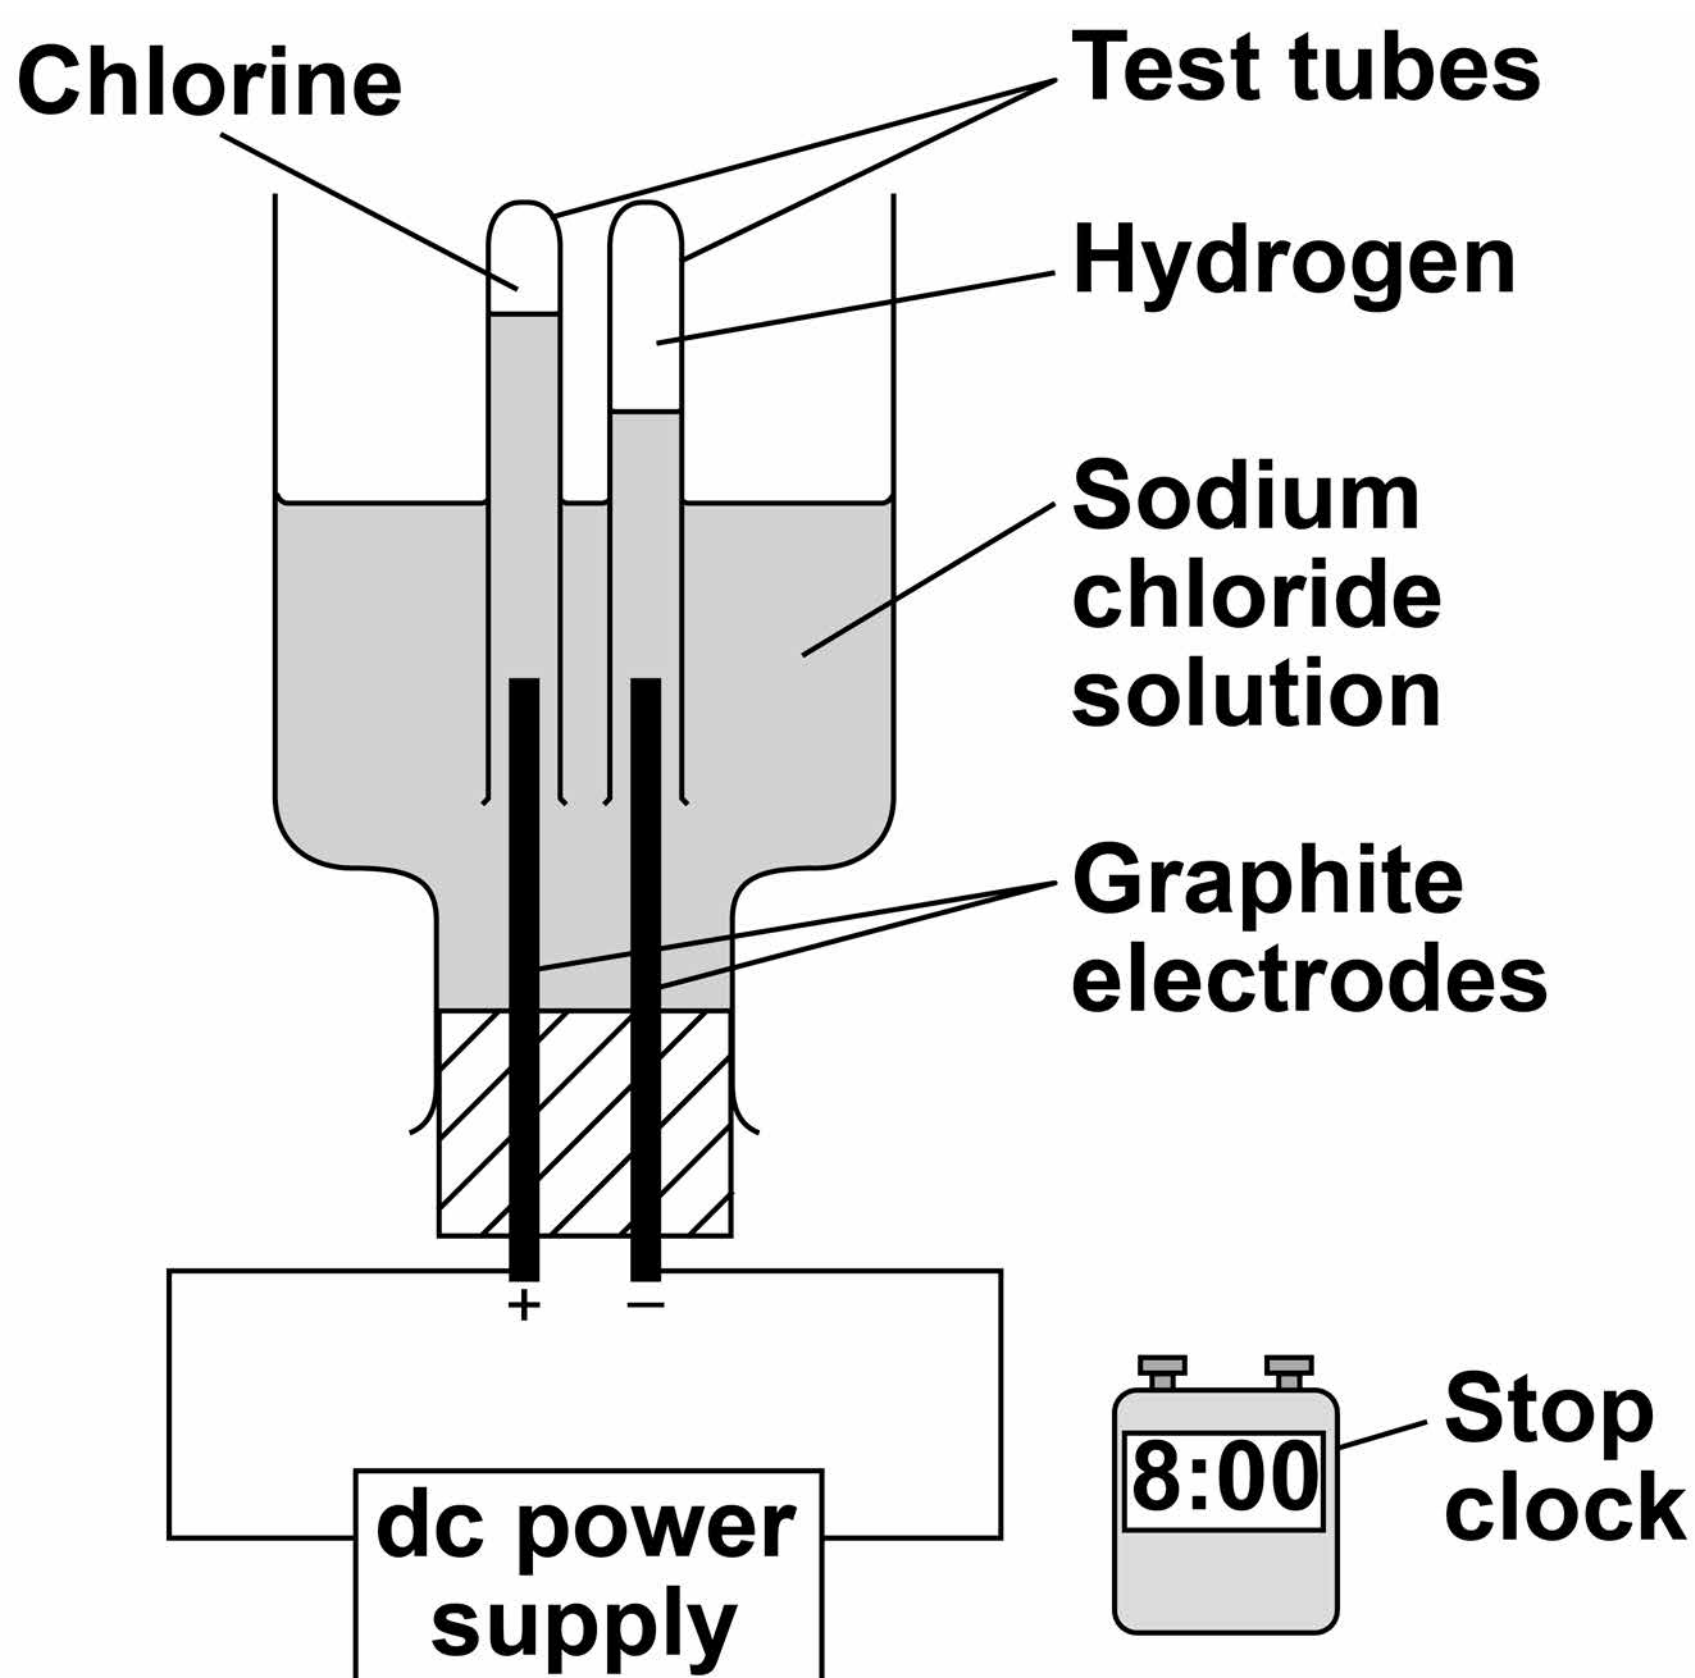 Chlorine
Test tubes
Hydrogen
Sodium
chloride
solution
Graphite
electrodes
+ −
Stop
clock
8:00
dc power
supply